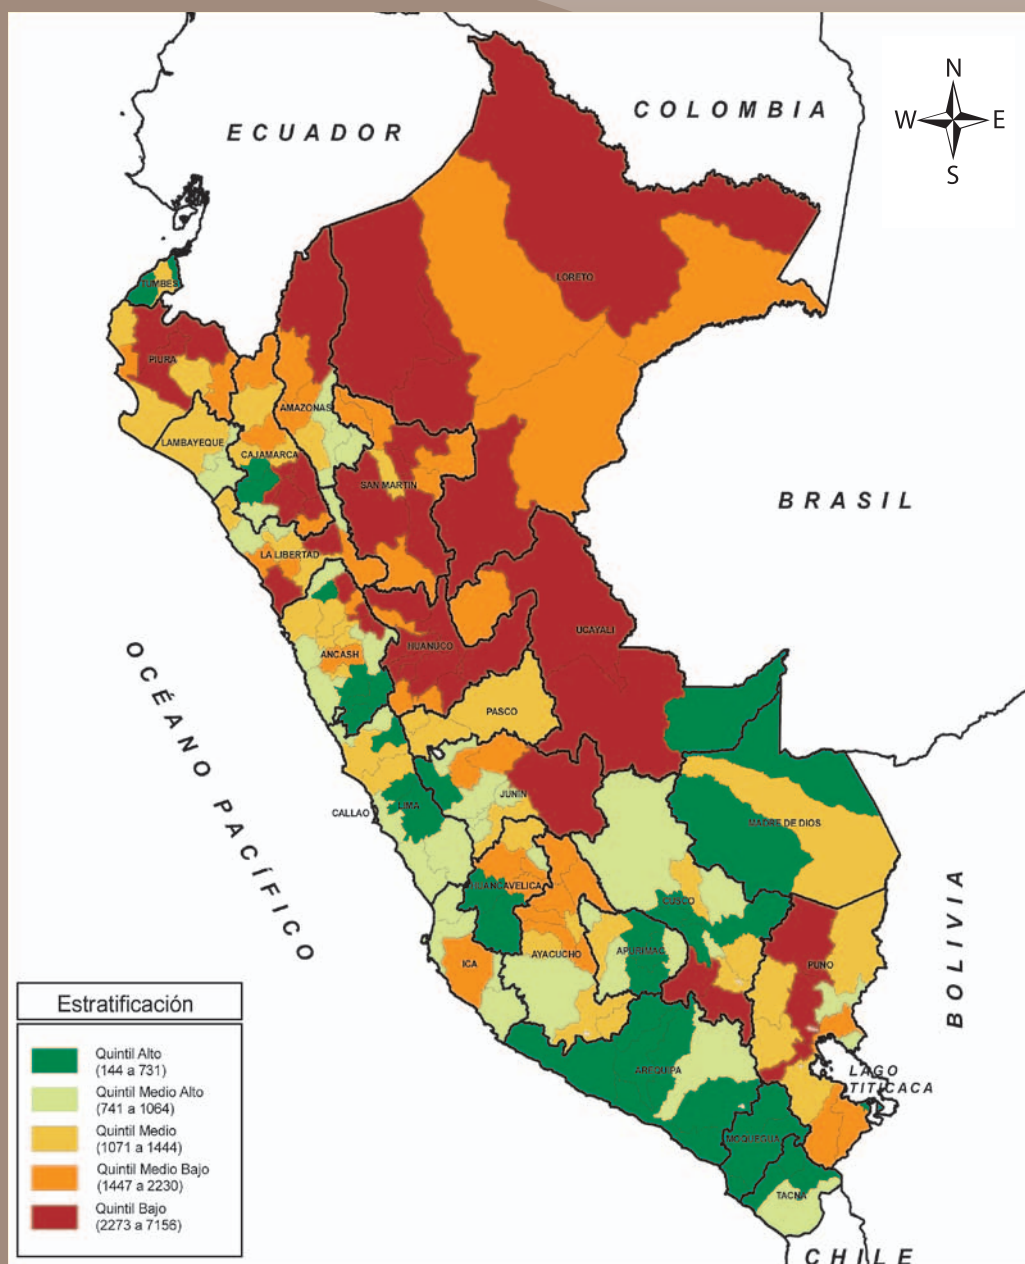 N
W E
S
COLOMBIA
ECUADOR
TUMBES
LORETO
PIURA
AMAZONAS
LAMBAYEQUE
CAJAMARCA
SAN MARTIN
BRASIL
LA LIBERTAD
UCAYALI
HUANUCO
ANCASH
OCÉANO PACÍFICO
PASCO
JUNIN
LIMA
CALLAO
MADRE DE DIOS
HUANCAVELICA
CUSCO
BOLIVIA
AYACUCHO
APURIMAC
ICA
PUNO
AREQUIPA
LAGO
TITICACA
MOQUEGUA
TACNA
CHILE
Estratificación
Quintil Alto
(144 a 731)
Quintil Medio Alto
(741 a 1064)
Quintil Medio
(1071 a 1444)
Quintil Medio Bajo
(1447 a 2230)
Quintil Bajo
(2273 a 7156)